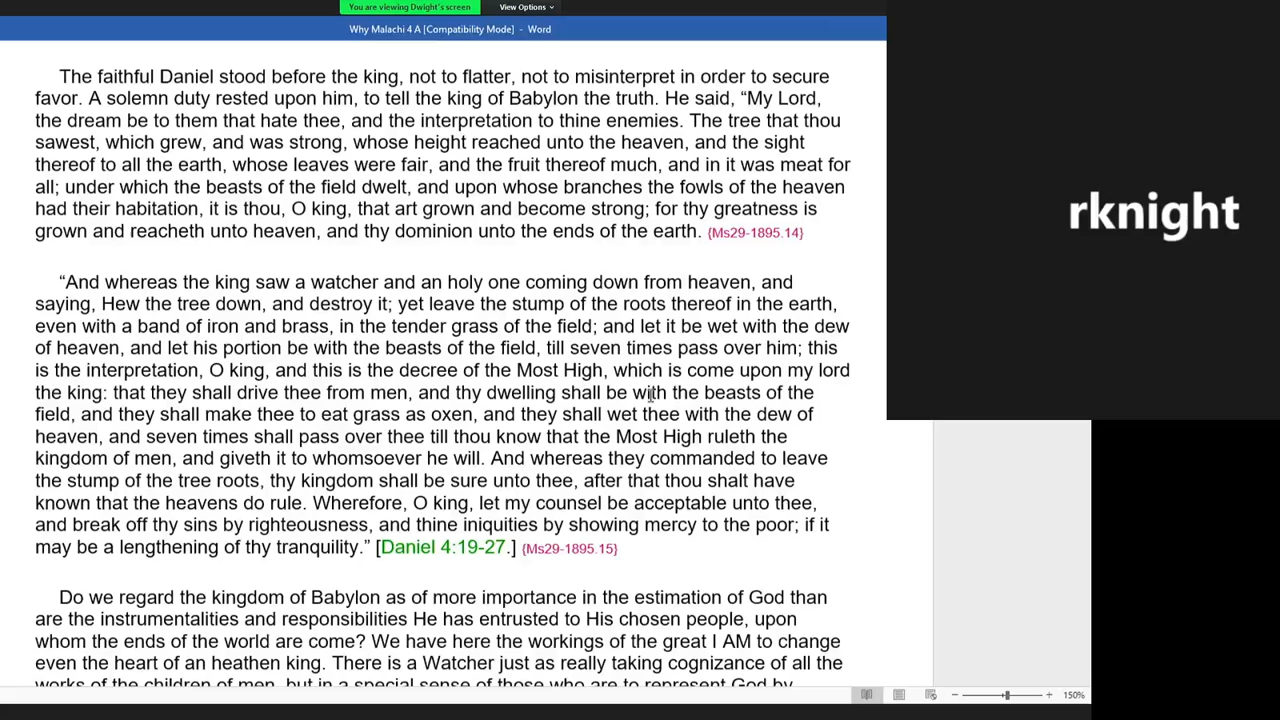 You are viewing Dwight's screen
View Options
Why Malachi 4 A [Compatibility Mode] - Word
The faithful Daniel stood before the king, not to flatter, not to misinterpret in order to secure
favor. A solemn duty rested upon him, to tell the king of Babylon the truth. He said, “My Lord,
the dream be to them that hate thee, and the interpretation to thine enemies. The tree that thou
sawest, which grew, and was strong, whose height reached unto the heaven, and the sight
thereof to all the earth, whose leaves were fair, and the fruit thereof much, and in it was meat for
all; under which the beasts of the field dwelt, and upon whose branches the fowls of the heaven
had their habitation, it is thou, O king, that art grown and become strong; for thy greatness is
grown and reacheth unto heaven, and thy dominion unto the ends of the earth. {Ms29-1895.14}
“And whereas the king saw a watcher and an holy one coming down from heaven, and
saying, Hew the tree down, and destroy it; yet leave the stump of the roots thereof in the earth,
even with a band of iron and brass, in the tender grass of the field; and let it be wet with the dew
of heaven, and let his portion be with the beasts of the field, till seven times pass over him; this
is the interpretation, O king, and this is the decree of the Most High, which is come upon my lord
the king: that they shall drive thee from men, and thy dwelling shall be with the beasts of the
field, and they shall make thee to eat grass as oxen, and they shall wet thee with the dew of
heaven, and seven times shall pass over thee till thou know that the Most High ruleth the
kingdom of men, and giveth it to whomsoever he will. And whereas they commanded to leave
the stump of the tree roots, thy kingdom shall be sure unto thee, after that thou shalt have
known that the heavens do rule. Wherefore, O king, let my counsel be acceptable unto thee,
and break off thy sins by righteousness, and thine iniquities by showing mercy to the poor; if it
may be a lengthening of thy tranquility.” [Daniel 4:19-27.] {Ms29-1895.15}
Do we regard the kingdom of Babylon as of more importance in the estimation of God than
are the instrumentalities and responsibilities He has entrusted to His chosen people, upon
whom the ends of the world are come? We have here the workings of the great I AM to change
even the heart of an heathen king. There is a Watcher just as really taking cognizance of all the
works of the children of men, but in a special sense of those who are to represent God by
rknight
150%